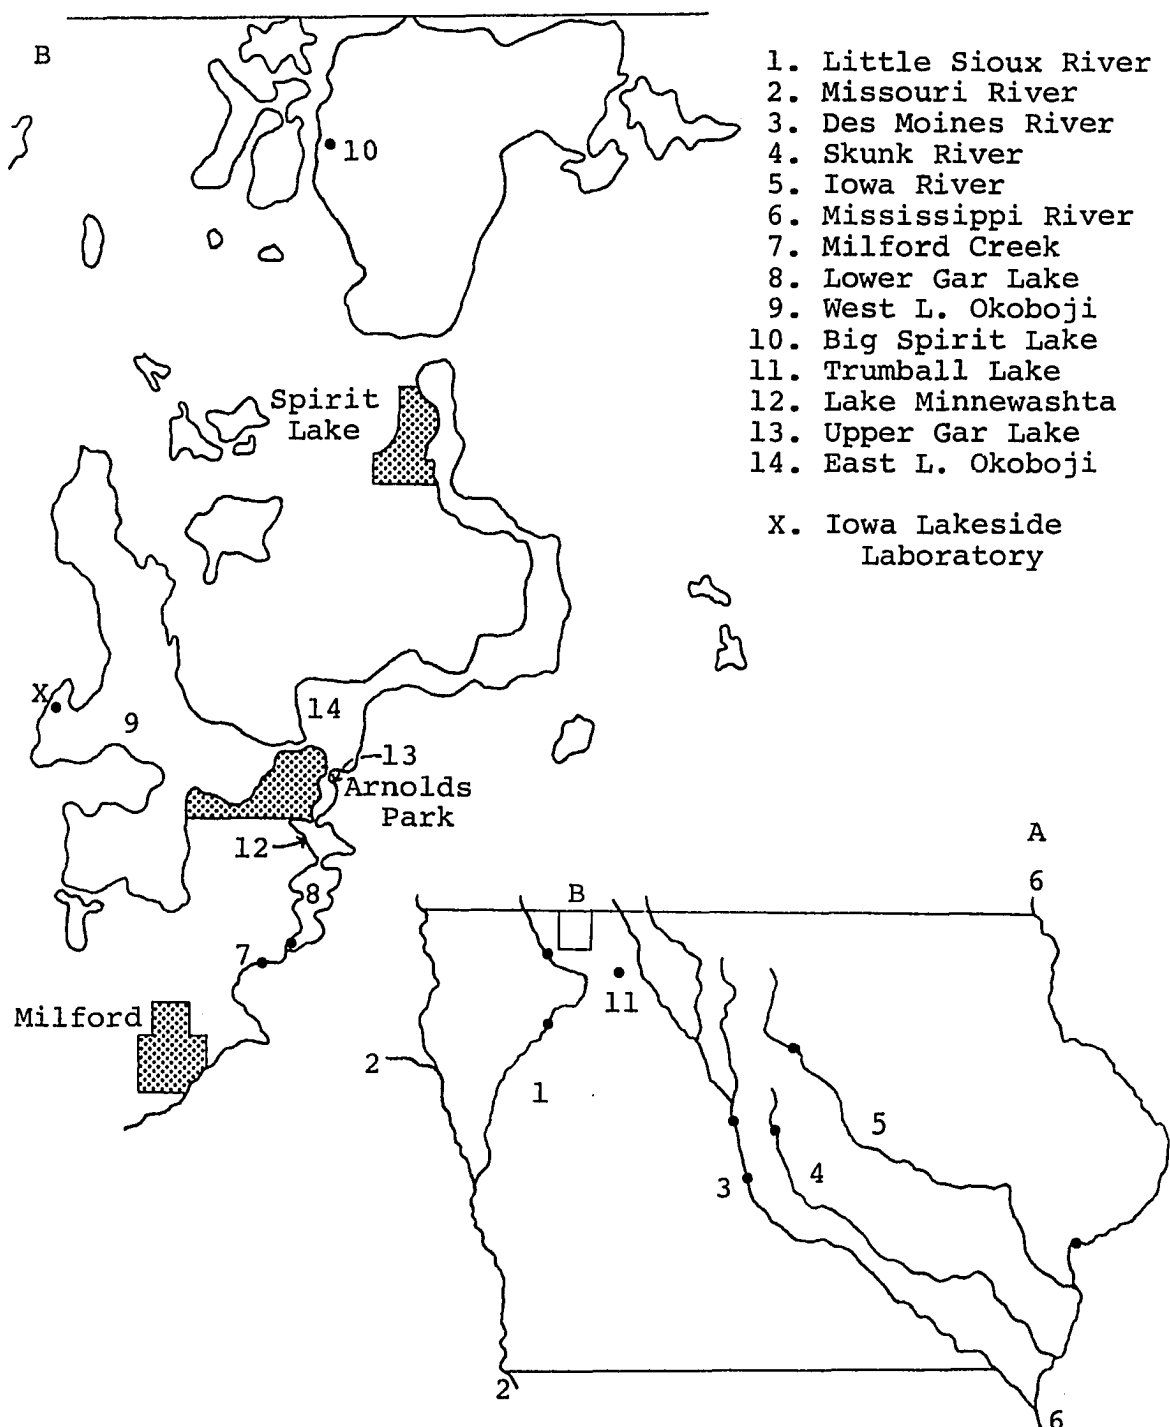 B
1. Little Sioux River
2. Missouri River
3. Des Moines River
4. Skunk River
5. Iowa River
6. Mississippi River
7. Milford Creek
8. Lower Gar Lake
9. West L. Okoboji
10. Big Spirit Lake
11. Trumball Lake
12. Lake Minnewashta
13. Upper Gar Lake
14. East L. Okoboji
X. Iowa Lakeside
Laboratory
10
Spirit
Lake
X
9
14
13
Arnolds
Park
12
8
7
Milford
A
6
B
11
2
1
5
4
3
2
6